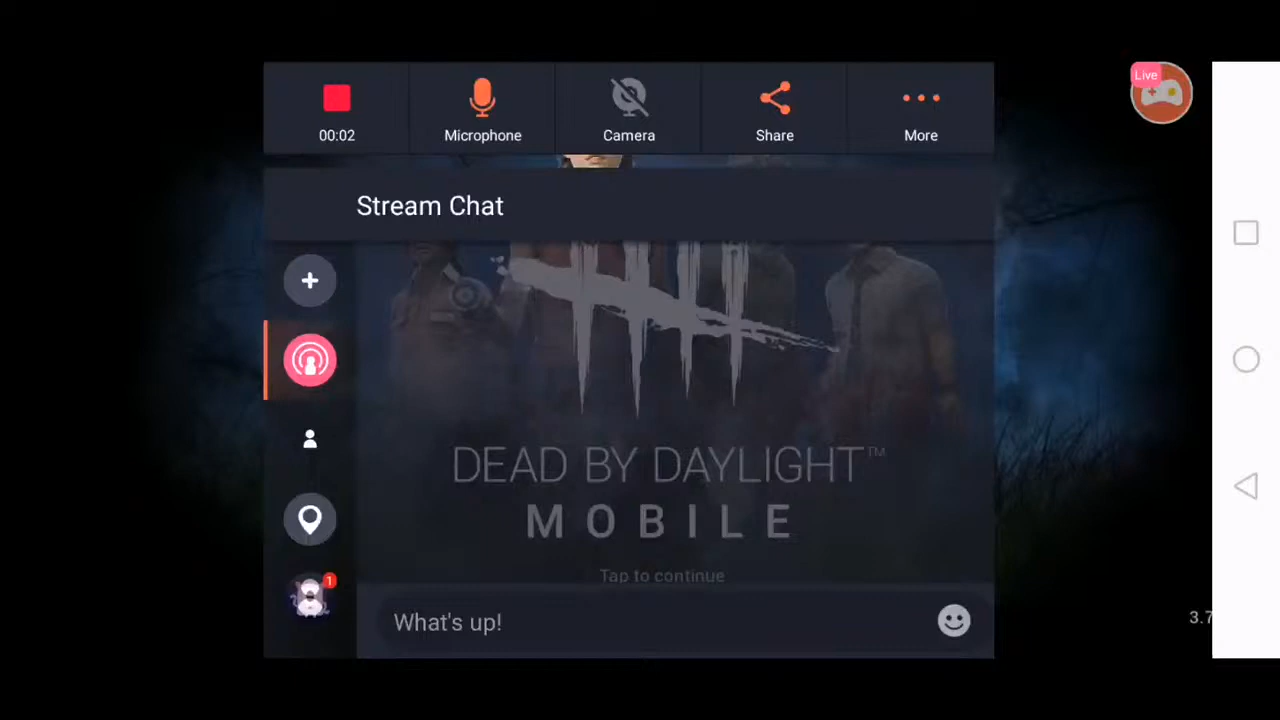 Live
00:02
Microphone
Camera
Share
More
Stream Chat
DEAD BY DAYLIGHT™
MOBILE
Tap to continue
1
What's up!
3.7